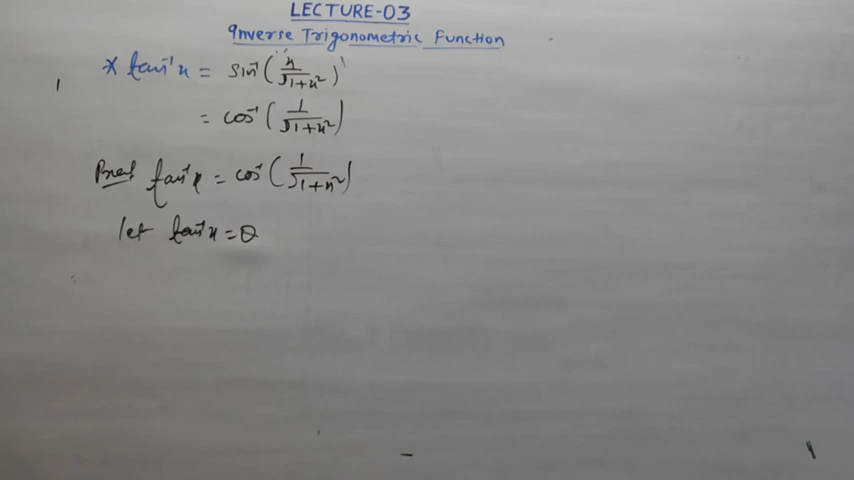 LECTURE-03
Inverse Trigonometric Function
* tan⁻¹x = sin⁻¹(x/√1+x²)
= cos⁻¹(1/√1+x²)
Proof tan⁻¹x = cos⁻¹(1/√1+x²)
let tan⁻¹x = θ